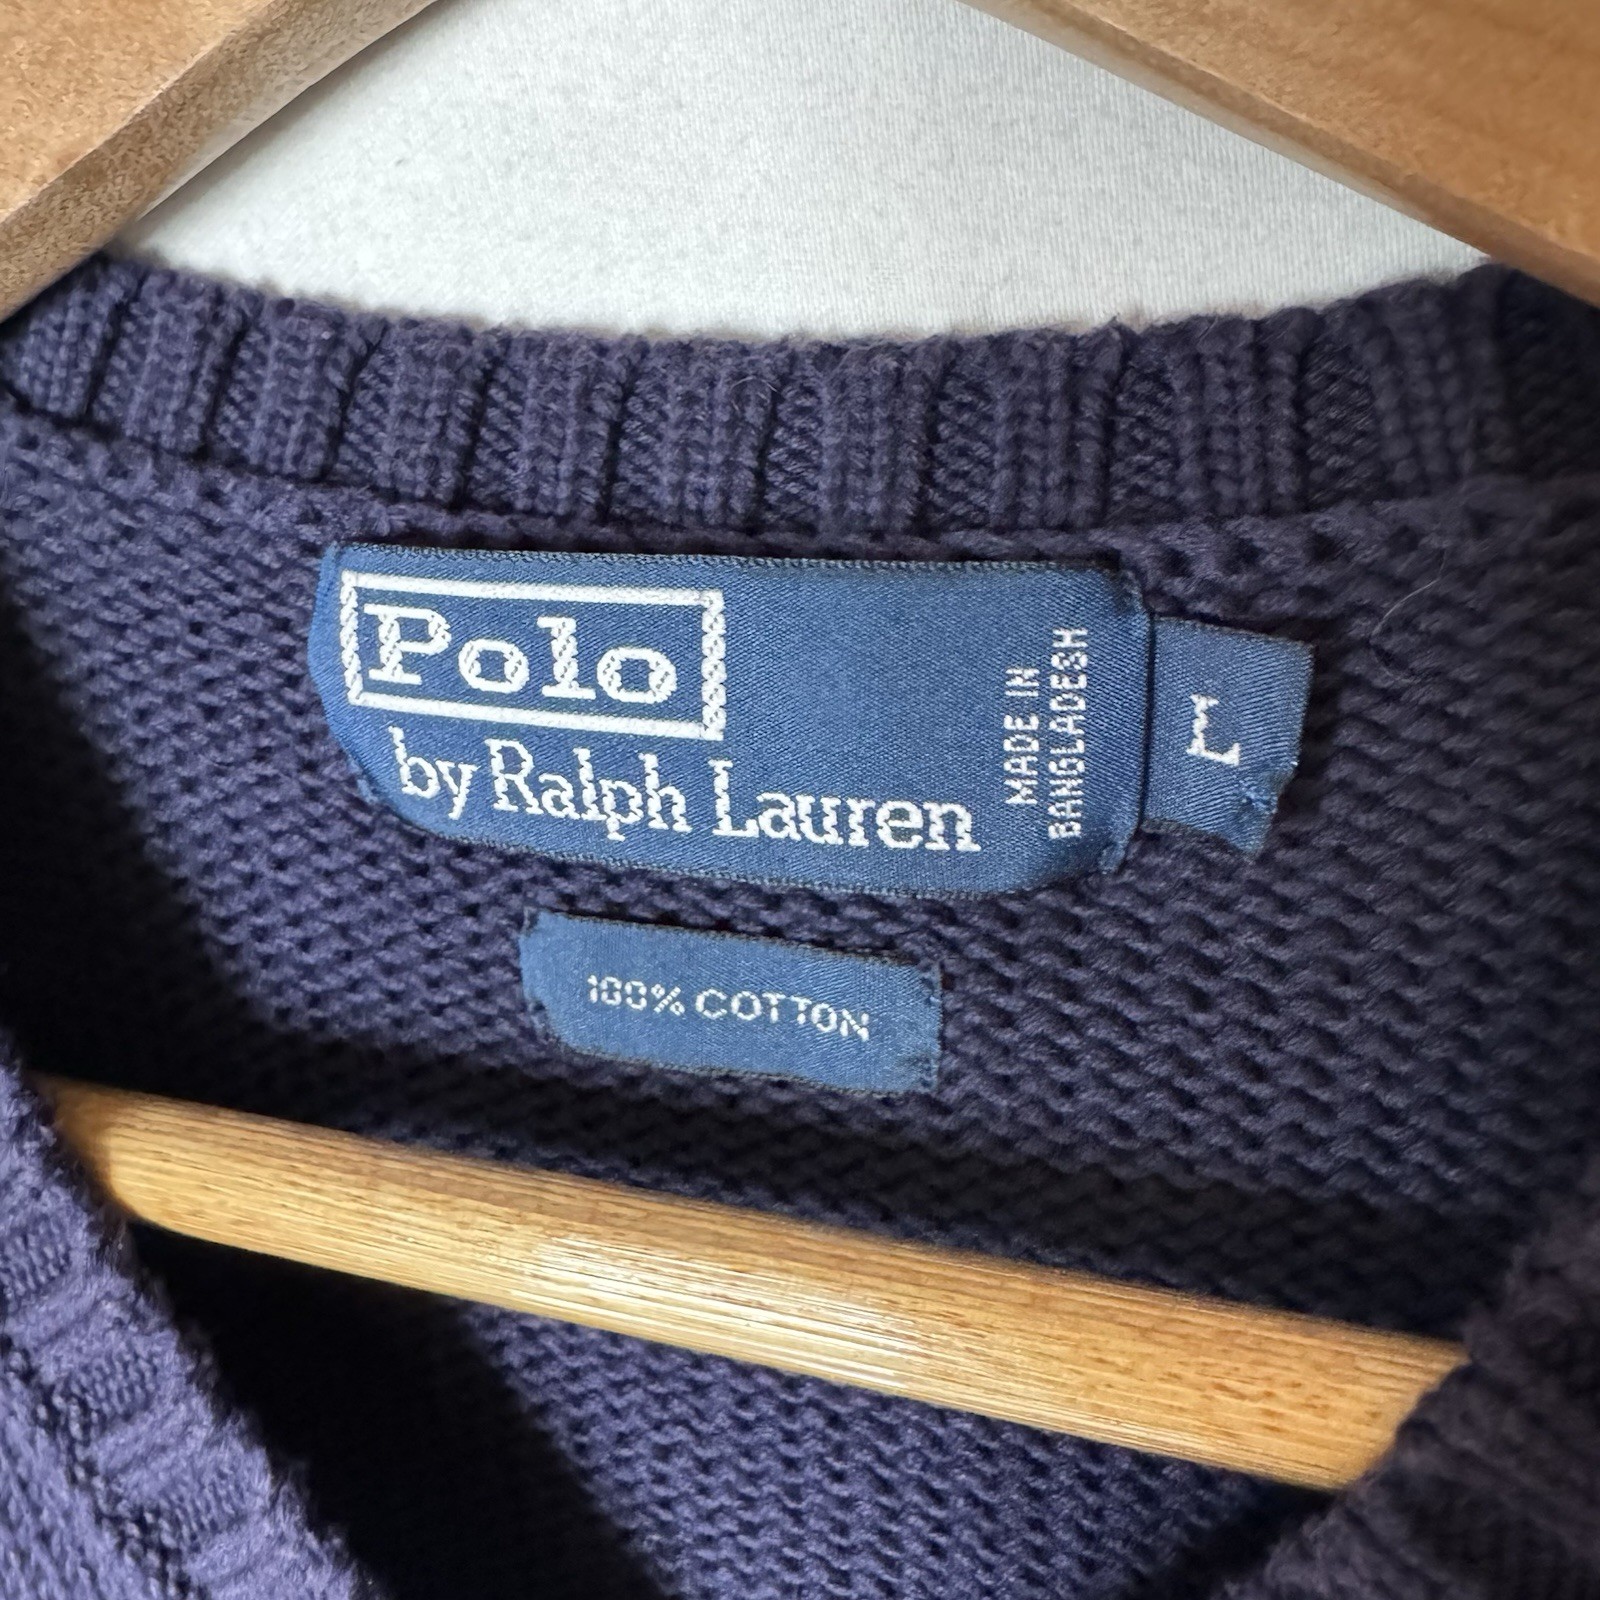 Polo
by Ralph Lauren
MADE IN
BANGLADESH
L
100% COTTON